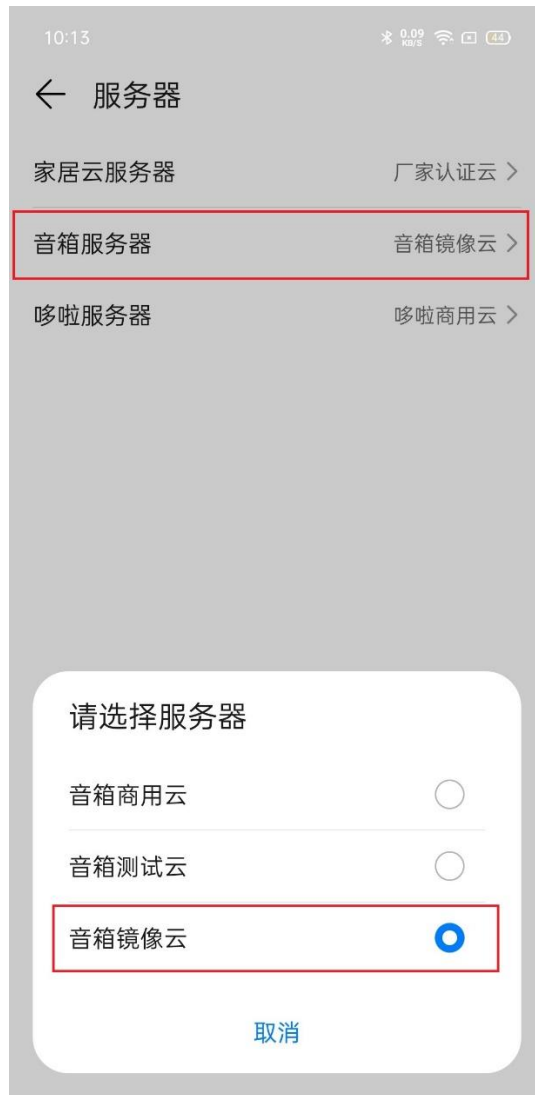 10:13 0.09 KB/S 44
服务器
家居云服务器 厂家认证云
音箱服务器 音箱镜像云
哆啦服务器 哆啦商用云
请选择服务器
音箱商用云
音箱测试云
音箱镜像云
取消